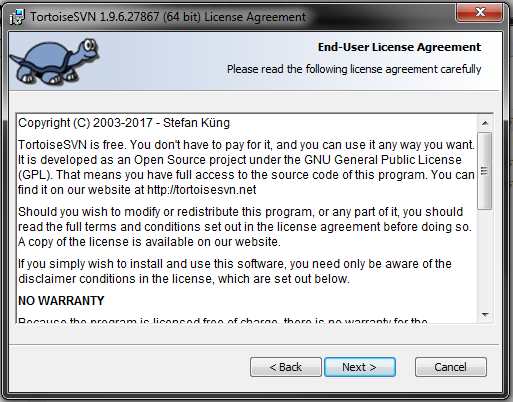 TortoiseSVN 1.9.6.27867 (64 bit) License Agreement
End-User License Agreement
Please read the following license agreement carefully
Copyright (C) 2003-2017 - Stefan Küng
TortoiseSVN is free. You don't have to pay for it, and you can use it any way you want.
It is developed as an Open Source project under the GNU General Public License
(GPL). That means you have full access to the source code of this program. You can
find it on our website at http://tortoisesvn.net
Should you wish to modify or redistribute this program, or any part of it, you should
read the full terms and conditions set out in the license agreement before doing so.
A copy of the license is available on our website.
If you simply wish to install and use this software, you need only be aware of the
disclaimer conditions in the license, which are set out below.
NO WARRANTY
Because the program is licensed free of charge, there is no warranty for the
< Back
Next >
Cancel